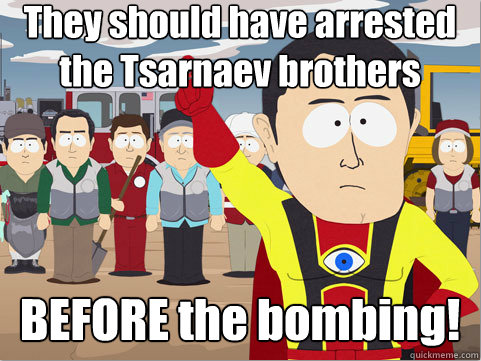 They should have arrested
the Tsarnaev brothers
BEFORE the bombing!
quickmeme.com